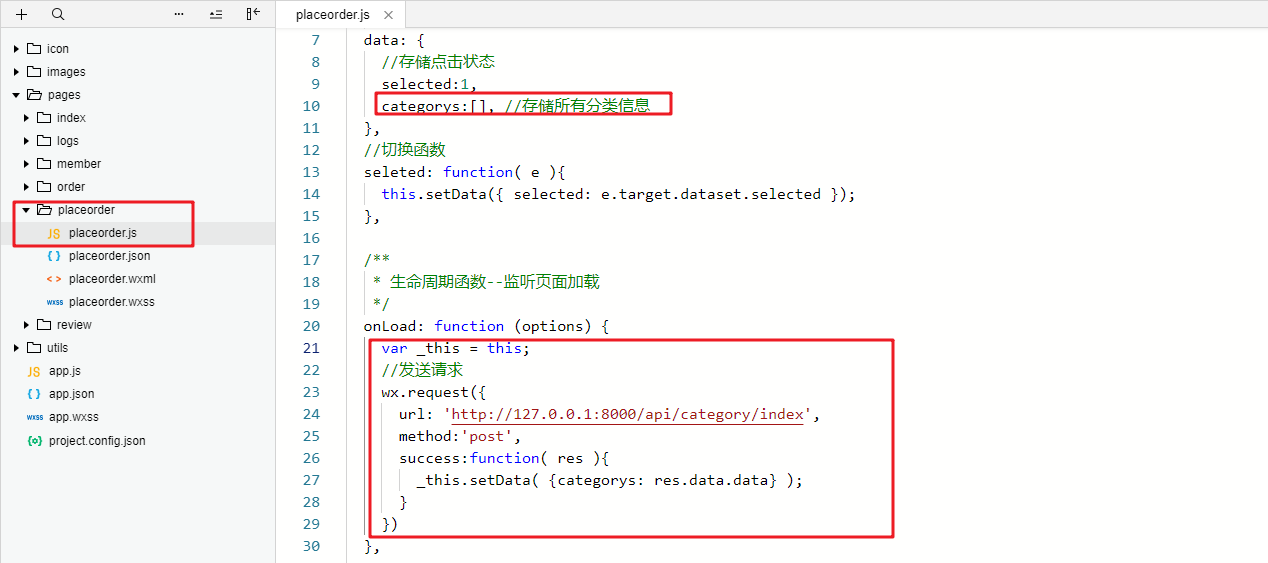 placeorder.js
icon
images
pages
index
logs
member
order
placeorder
JS placeorder.js
{ } placeorder.json
< > placeorder.wxml
wxss placeorder.wxss
review
utils
JS app.js
{ } app.json
wxss app.wxss
{o} project.config.json
7 data: {
8 //存储点击状态
9 selected:1,
10 categorys:[], //存储所有分类信息
11 },
12 //切换函数
13 seleted: function( e ){
14 this.setData({ selected: e.target.dataset.selected });
15 },
16
17 /**
18 * 生命周期函数--监听页面加载
19 */
20 onLoad: function (options) {
21 var _this = this;
22 //发送请求
23 wx.request({
24 url: 'http://127.0.0.1:8000/api/category/index',
25 method:'post',
26 success:function( res ){
27 _this.setData( {categorys: res.data.data} );
28 }
29 })
30 },